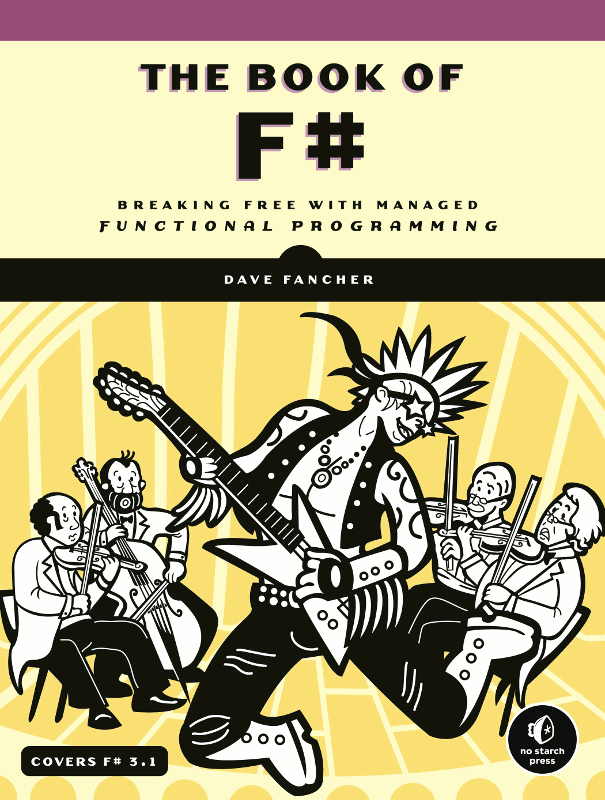 THE BOOK OF
F#
BREAKING FREE WITH MANAGED
FUNCTIONAL PROGRAMMING
DAVE FANCHER
COVERS F# 3.1
no starch
press